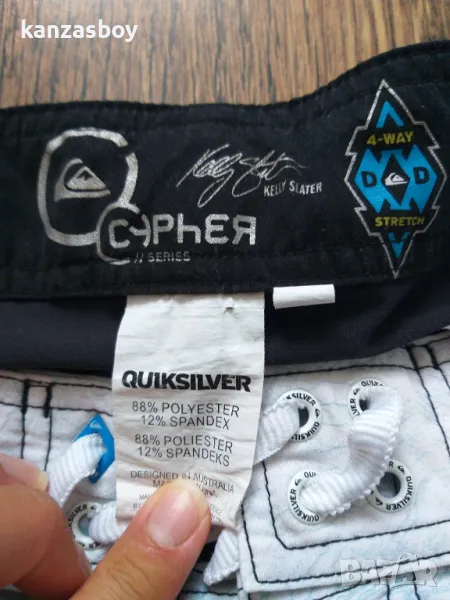 kanzasboy
4-WAY
D D
STRETCH
KELLY SLATER
CYPHER
// SERIES
QUIKSILVER
88% POLYESTER
12% SPANDEX
88% POLIESTER
12% SPANDEKS
DESIGNED IN AUSTRALIA
QUIKSILVER
QUIKSILVER
QUIKSILVER
BAZAR